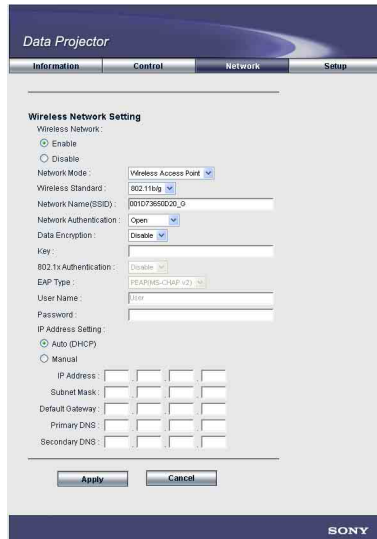 Data Projector
Information Control Network Setup
Wireless Network Setting
Wireless Network :
Enable
Disable
Network Mode : Wireless Access Point
Wireless Standard : 802.11b/g
Network Name(SSID) : 001D73650D20_G
Network Authentication : Open
Data Encryption : Disable
Key :
802.1x Authentication : Disable
EAP Type : PEAP(MS-CHAP v2)
User Name : User
Password :
IP Address Setting :
Auto (DHCP)
Manual
IP Address :
Subnet Mask :
Default Gateway :
Primary DNS :
Secondary DNS :
Apply Cancel
SONY